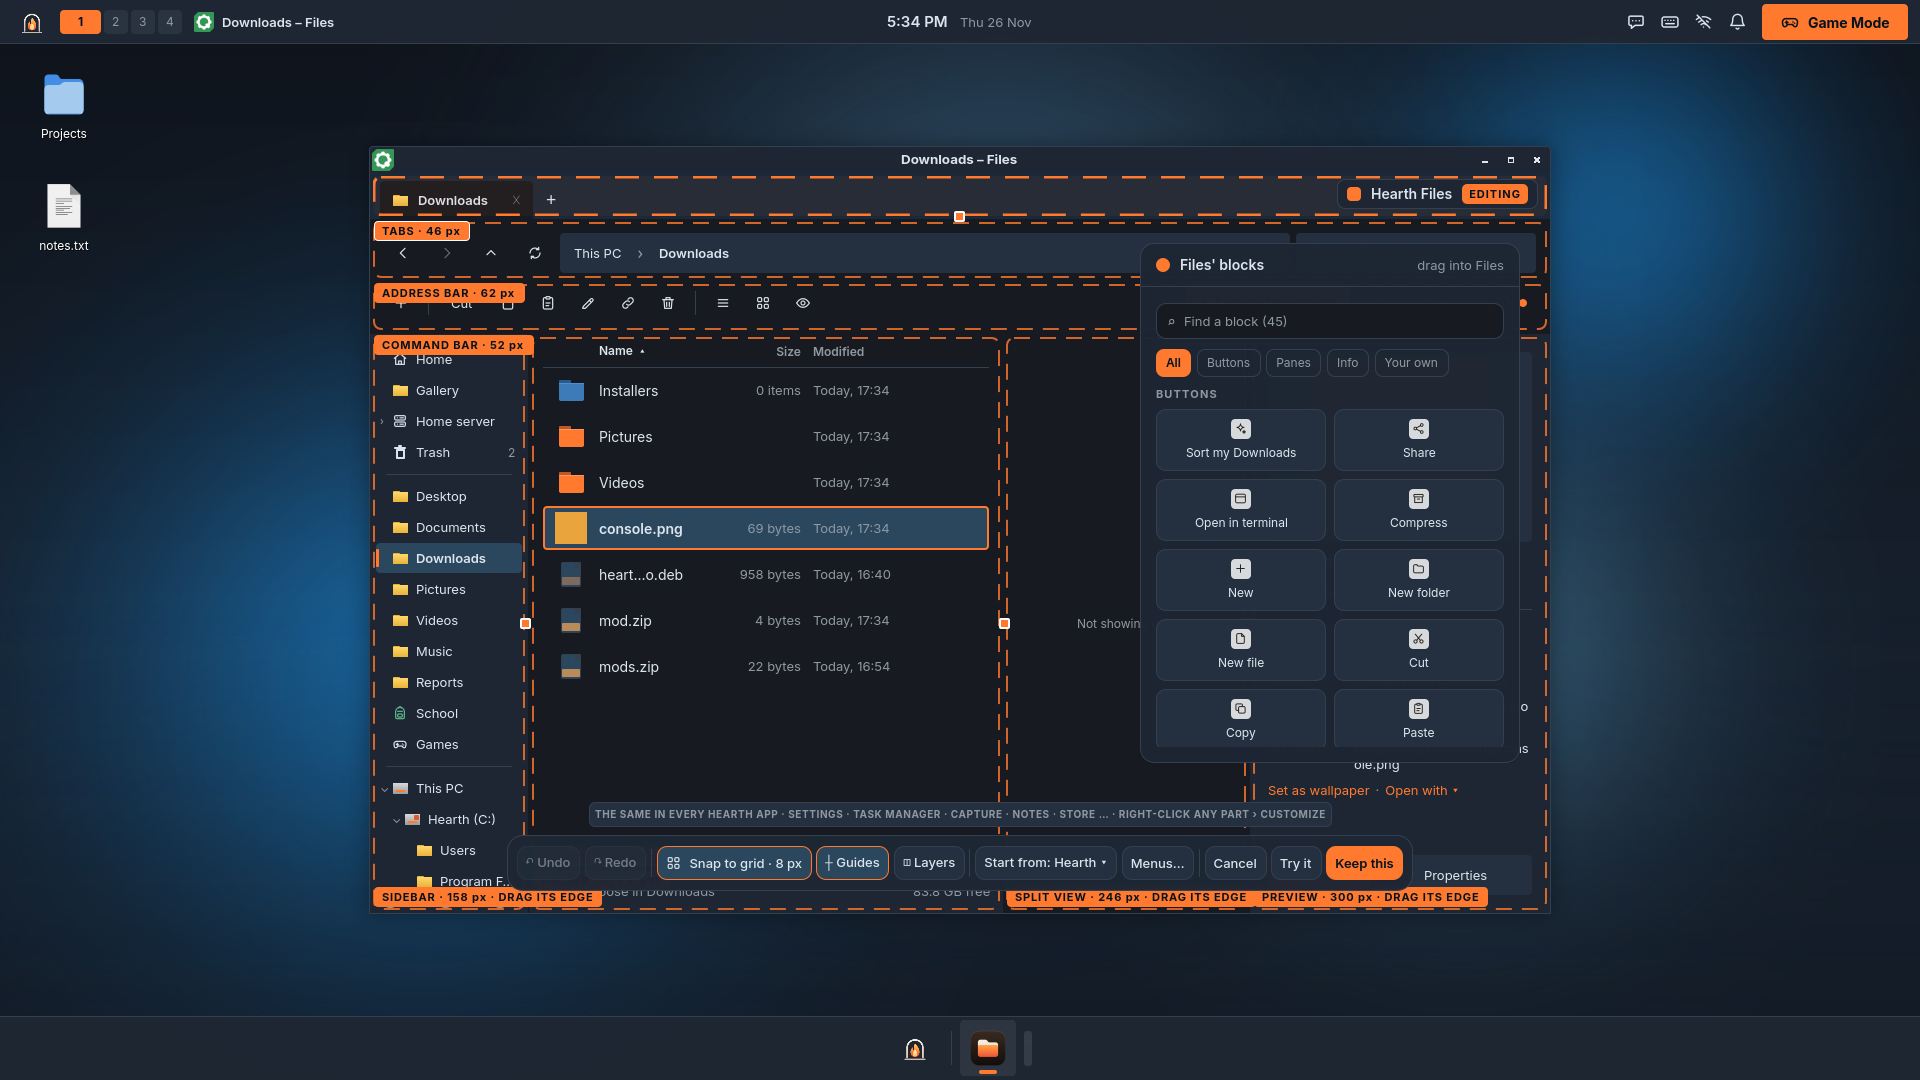 1 2 3 4 Downloads – Files
5:34 PM Thu 26 Nov
Game Mode
Projects
notes.txt
Downloads – Files
Downloads
Hearth Files EDITING
TABS · 46 px
This PC › Downloads
ADDRESS BAR · 62 px
Cut
COMMAND BAR · 52 px
Home
Gallery
Home server
Trash 2
Desktop
Documents
Downloads
Pictures
Videos
Music
Reports
School
Games
This PC
Hearth (C:)
Users
Program F...
SIDEBAR · 158 px · DRAG ITS EDGE
Name Size Modified
Installers 0 items Today, 17:34
Pictures Today, 17:34
Videos Today, 17:34
console.png 69 bytes Today, 17:34
heart...o.deb 958 bytes Today, 16:40
mod.zip 4 bytes Today, 17:34
mods.zip 22 bytes Today, 16:54
in Downloads 83.8 GB free
Files' blocks drag into Files
Find a block (45)
All Buttons Panes Info Your own
BUTTONS
Sort my Downloads Share
Open in terminal Compress
New New folder
New file Cut
Copy Paste
ole.png
Set as wallpaper · Open with
Properties
THE SAME IN EVERY HEARTH APP · SETTINGS · TASK MANAGER · CAPTURE · NOTES · STORE ... · RIGHT-CLICK ANY PART › CUSTOMIZE
Undo Redo Snap to grid · 8 px Guides Layers Start from: Hearth Menus... Cancel Try it Keep this
SPLIT VIEW · 246 px · DRAG ITS EDGE
PREVIEW · 300 px · DRAG ITS EDGE